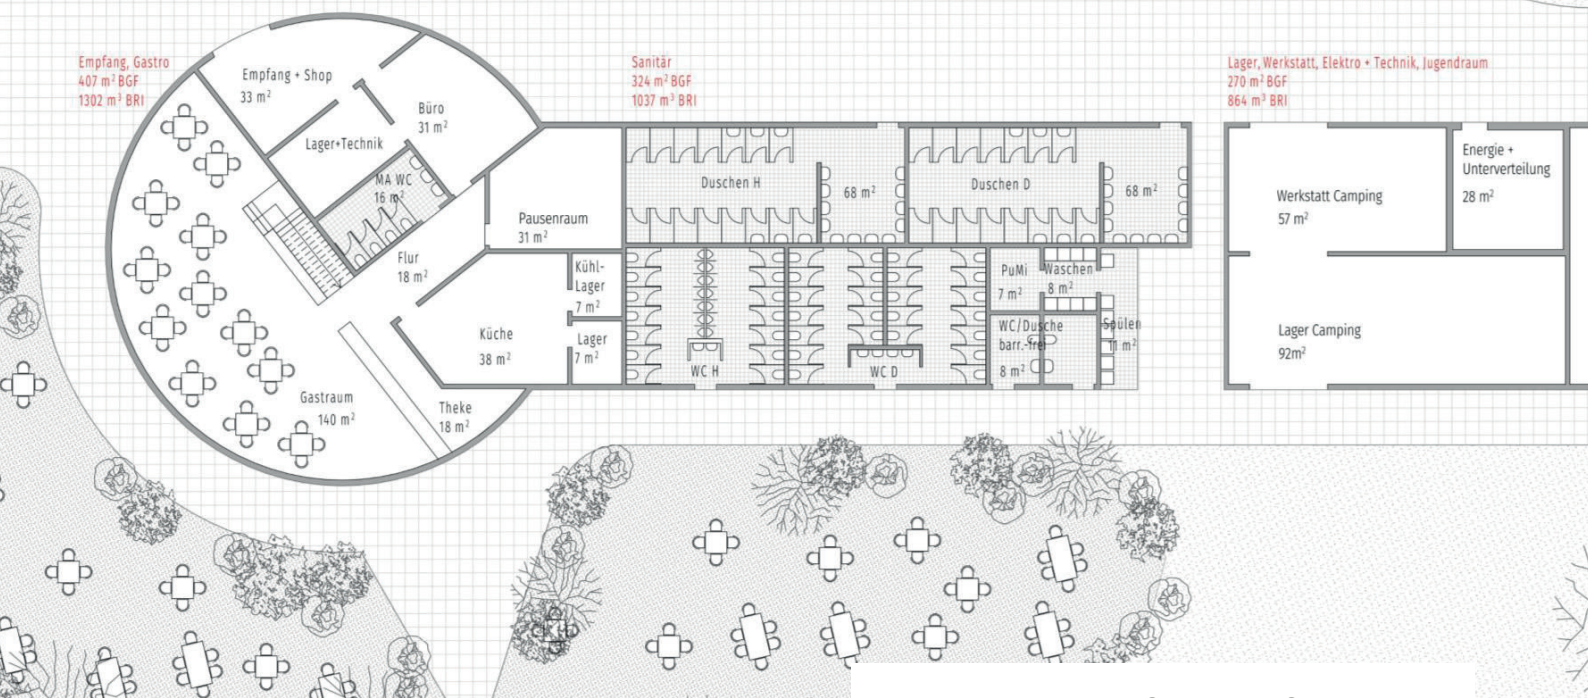 Empfang, Gastro
407 m² BGF
1302 m³ BRI
Sanitär
324 m² BGF
1037 m³ BRI
Lager, Werkstatt, Elektro + Technik, Jugendraum
270 m² BGF
864 m³ BRI
Empfang + Shop
33 m²
Büro
31 m²
Lager+Technik
MA WC
16 m²
Pausenraum
31 m²
Flur
18 m²
Kühl-
Lager
7 m²
Küche
38 m²
Lager
7 m²
Gastraum
140 m²
Theke
18 m²
Duschen H
68 m²
Duschen D
68 m²
WC H
WC D
PuMi
7 m²
Waschen
8 m²
WC/Dusche
barr.-frei
8 m²
Spülen
11 m²
Werkstatt Camping
57 m²
Energie +
Unterverteilung
28 m²
Lager Camping
92m²